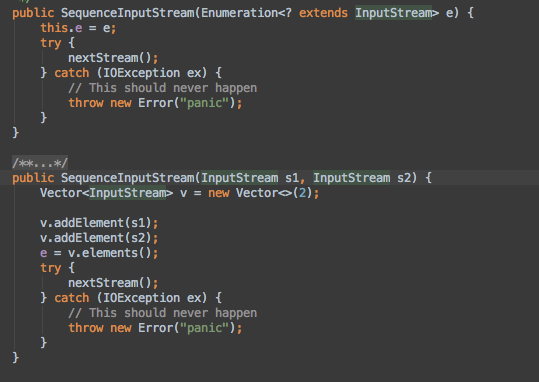 public SequenceInputStream(Enumeration<? extends InputStream> e) {
this.e = e;
try {
nextStream();
} catch (IOException ex) {
// This should never happen
throw new Error("panic");
}
}
/**...*/
public SequenceInputStream(InputStream s1, InputStream s2) {
Vector<InputStream> v = new Vector<>(2);
v.addElement(s1);
v.addElement(s2);
e = v.elements();
try {
nextStream();
} catch (IOException ex) {
// This should never happen
throw new Error("panic");
}
}